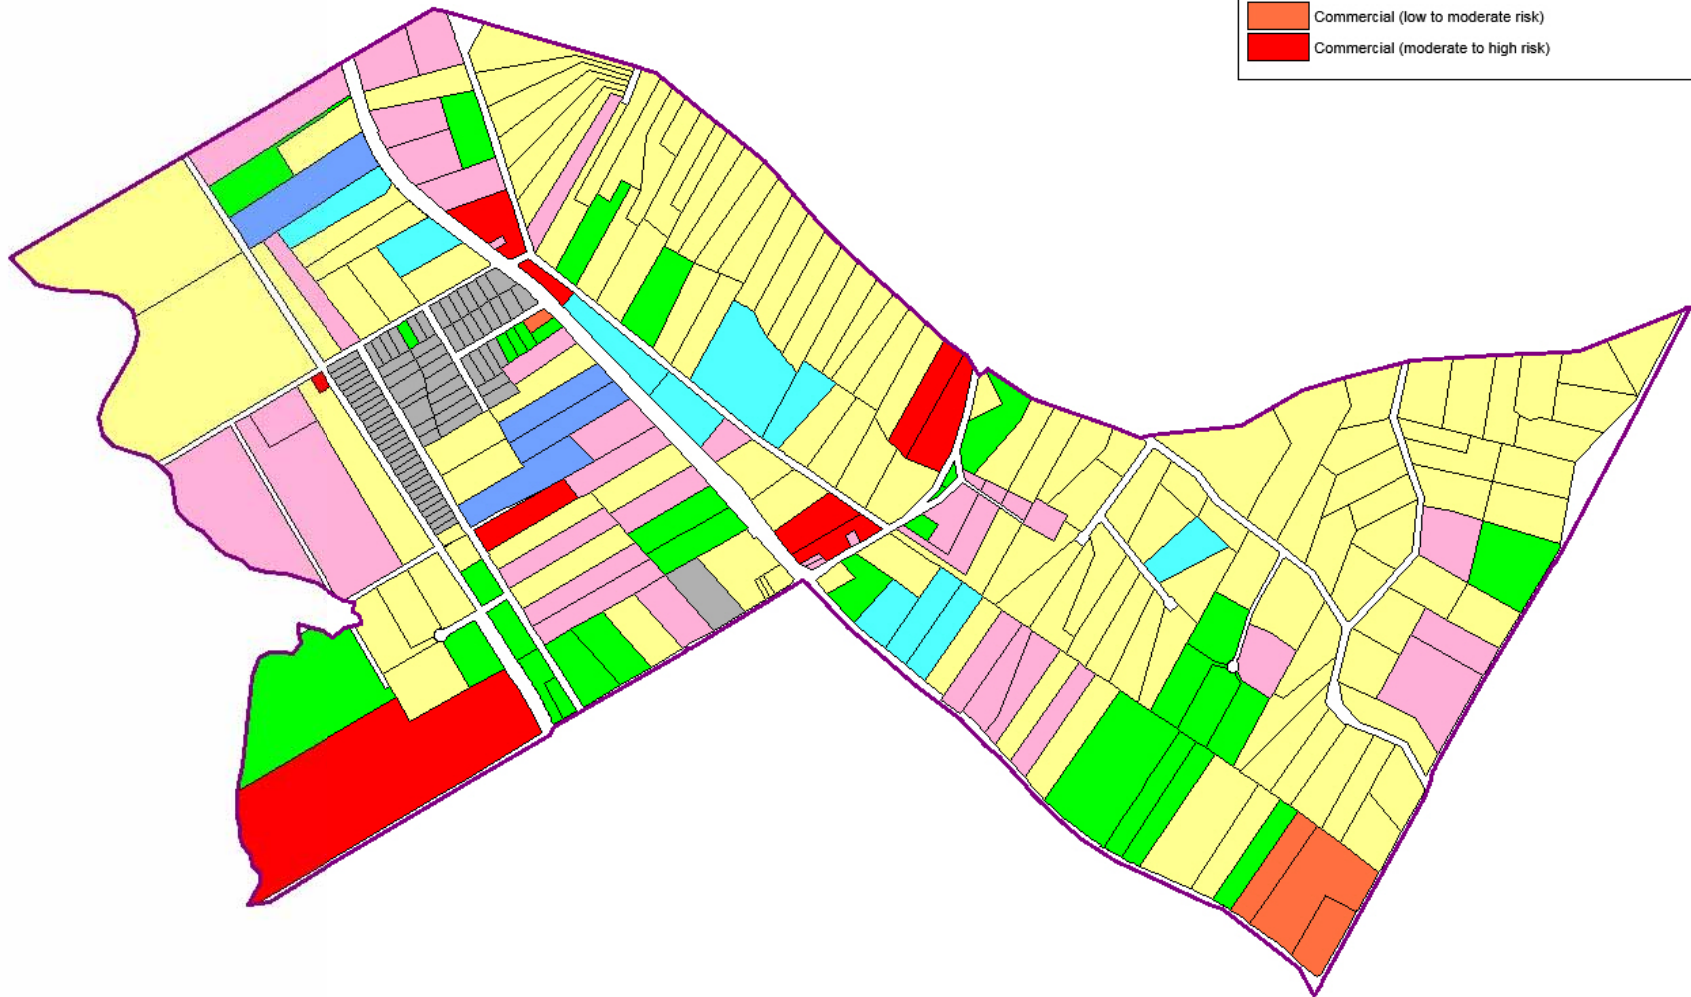 Commercial (low to moderate risk)
Commercial (moderate to high risk)